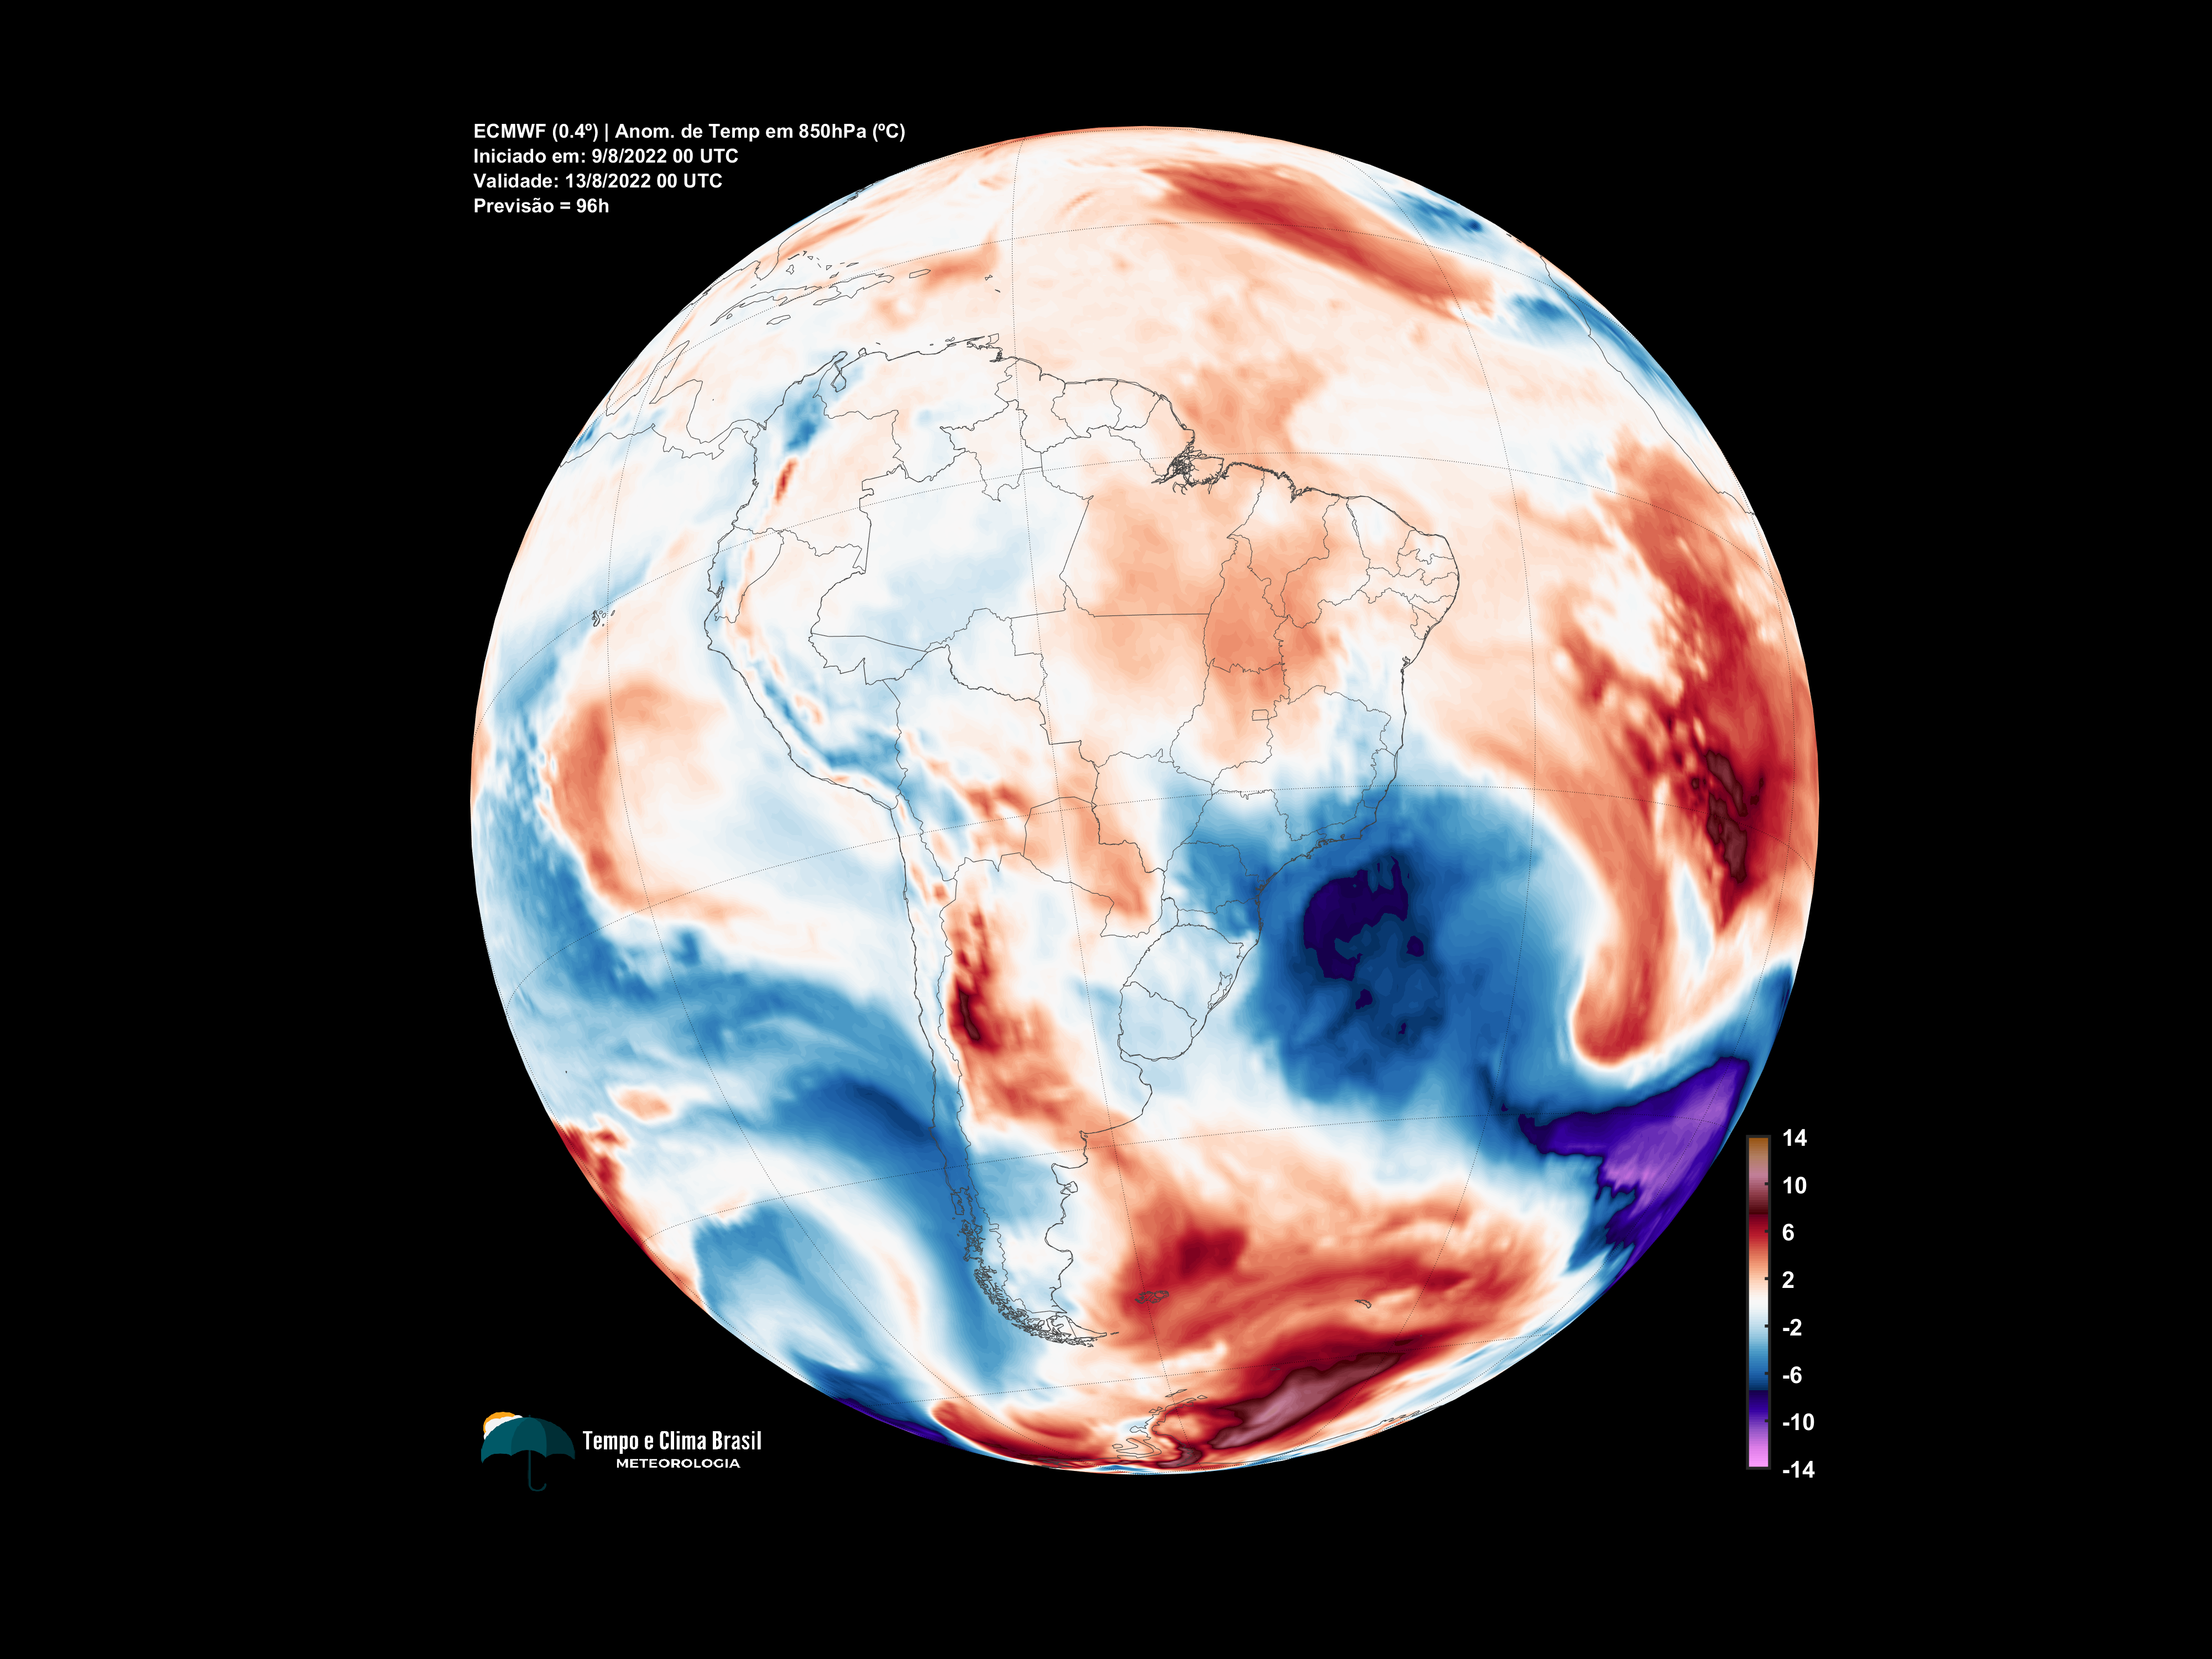 ECMWF (0.4º) | Anom. de Temp em 850hPa (ºC)
Iniciado em: 9/8/2022 00 UTC
Validade: 13/8/2022 00 UTC
Previsão = 96h
14
10
6
2
-2
-6
-10
-14
Tempo e Clima Brasil
METEOROLOGIA